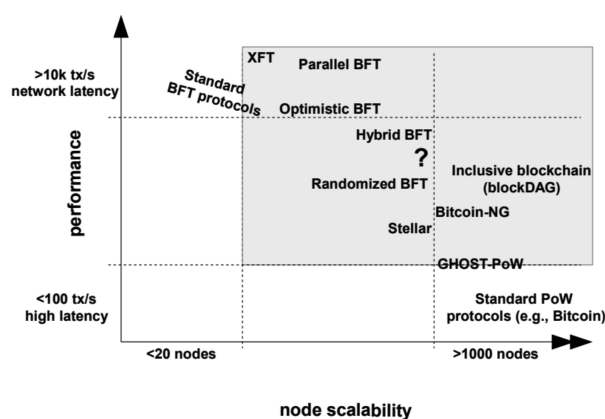 XFT
Parallel BFT
>10k tx/s
network latency
Standard
BFT protocols
Optimistic BFT
Hybrid BFT
?
performance
Inclusive blockchain
(blockDAG)
Randomized BFT
Bitcoin-NG
Stellar
GHOST-PoW
<100 tx/s
high latency
Standard PoW
protocols (e.g., Bitcoin)
<20 nodes
>1000 nodes
node scalability